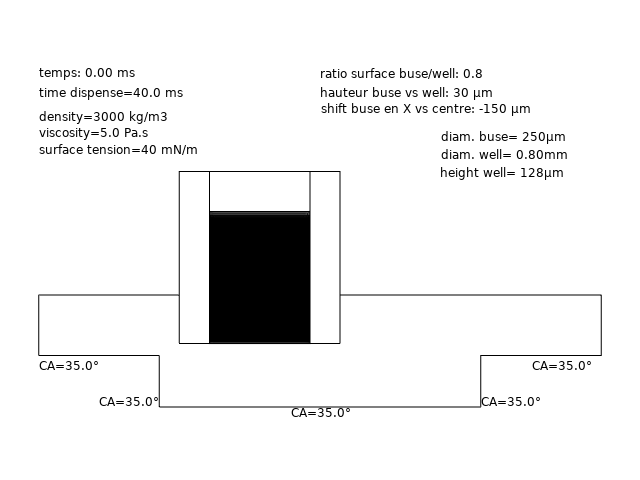 temps: 0.00 ms
time dispense=40.0 ms
density=3000 kg/m3
viscosity=5.0 Pa.s
surface tension=40 mN/m
ratio surface buse/well: 0.8
hauteur buse vs well: 30 µm
shift buse en X vs centre: -150 µm
diam. buse= 250µm
diam. well= 0.80mm
height well= 128µm
CA=35.0°
CA=35.0°
CA=35.0°
CA=35.0°
CA=35.0°